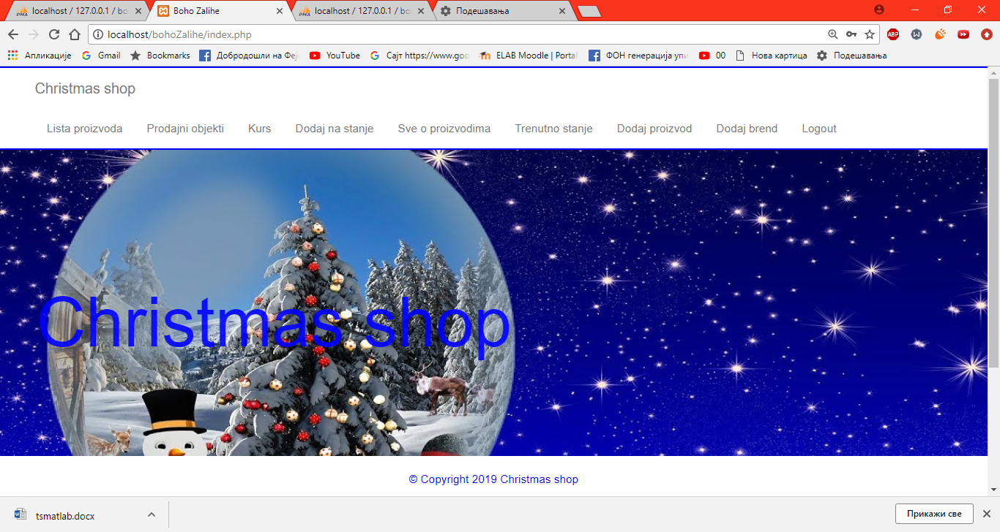 localhost / 127.0.0.1 / bo
Boho Zalihe
localhost / 127.0.0.1 / bo
Подешавања
localhost/bohoZalihe/index.php
ABP
Апликације
Gmail
Bookmarks
Добродошли на Феј
YouTube
Сајт https://www.goo
ELAB Moodle | Portal
ФОН генерација упи
00
Нова картица
Подешавања
Christmas shop
Lista proizvoda
Prodajni objekti
Kurs
Dodaj na stanje
Sve o proizvodima
Trenutno stanje
Dodaj proizvod
Dodaj brend
Logout
Christmas shop
© Copyright 2019 Christmas shop
tsmatlab.docx
Прикажи све